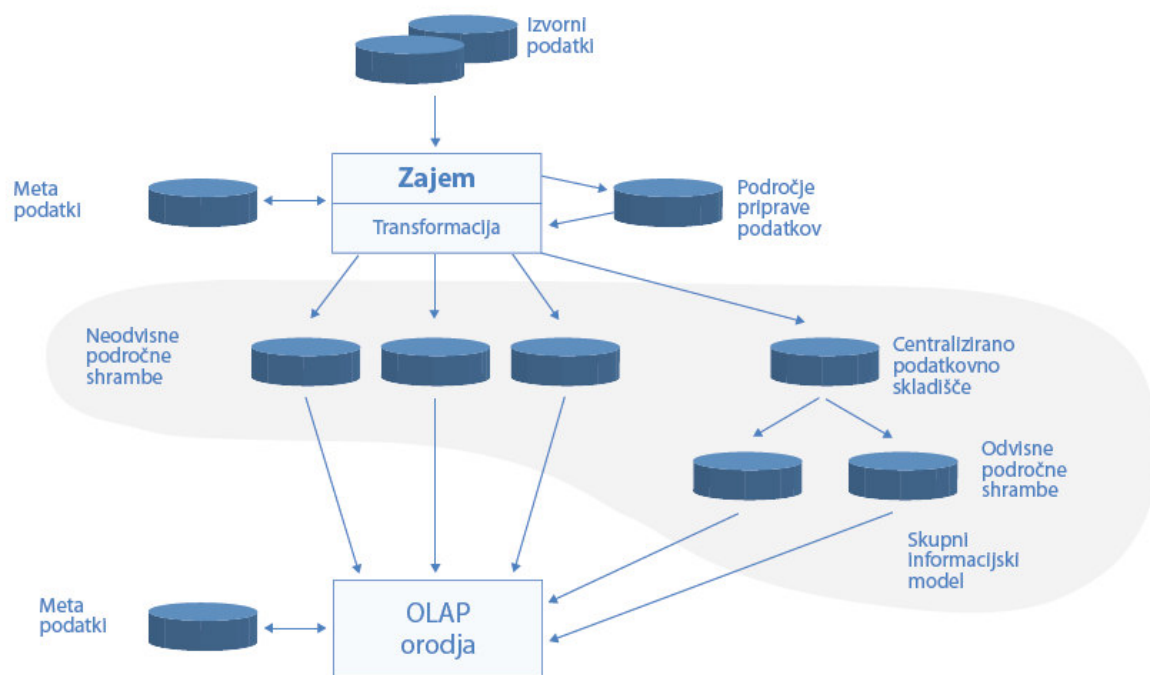 Izvorni
podatki
Meta
podatki
Zajem
Transformacija
Področje
priprave
podatkov
Neodvisne
področne
shrambe
Centralizirano
podatkovno
skladišče
Odvisne
področne
shrambe
Skupni
informacijski
model
Meta
podatki
OLAP
orodja